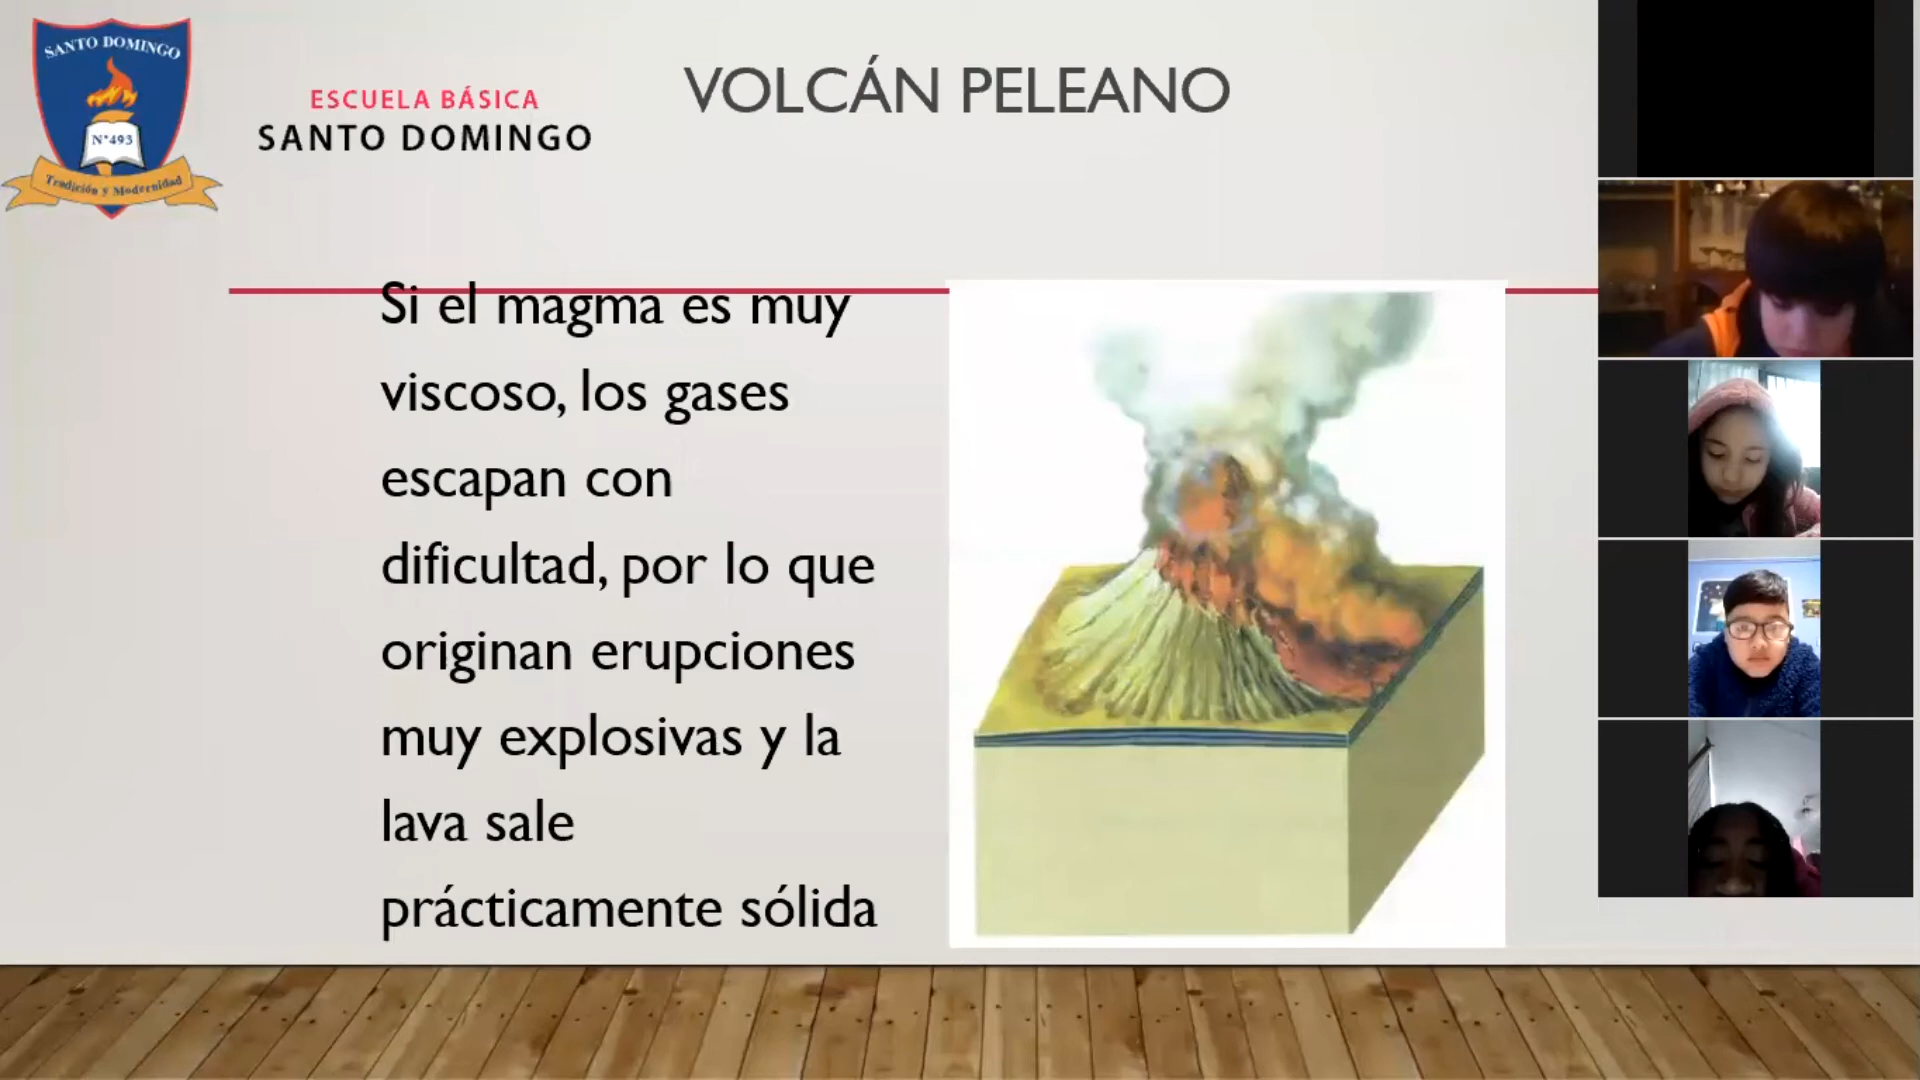 SANTO DOMINGO
N°493
Tradición y Modernidad
ESCUELA BÁSICA
SANTO DOMINGO
VOLCÁN PELEANO
Si el magma es muy
viscoso, los gases
escapan con
dificultad, por lo que
originan erupciones
muy explosivas y la
lava sale
prácticamente sólida